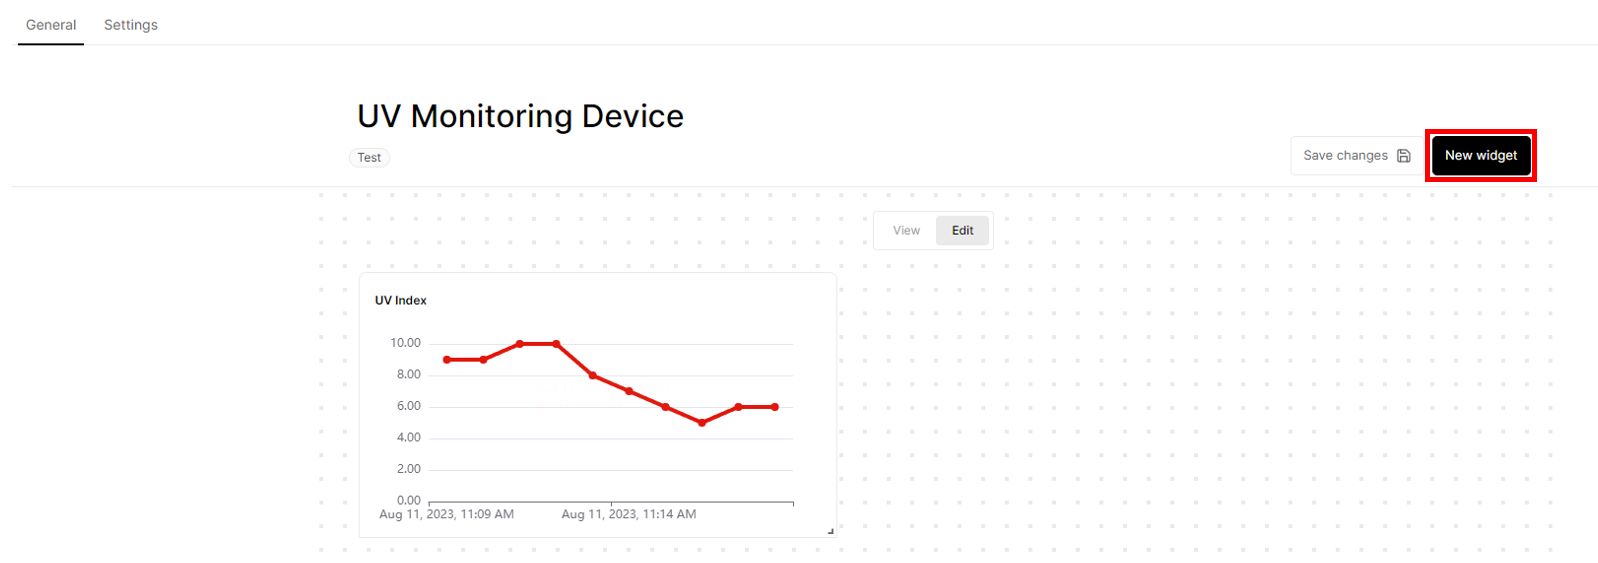 General Settings
UV Monitoring Device
Test
Save changes New widget
View Edit
UV Index
10.00
8.00
6.00
4.00
2.00
0.00
Aug 11, 2023, 11:09 AM Aug 11, 2023, 11:14 AM